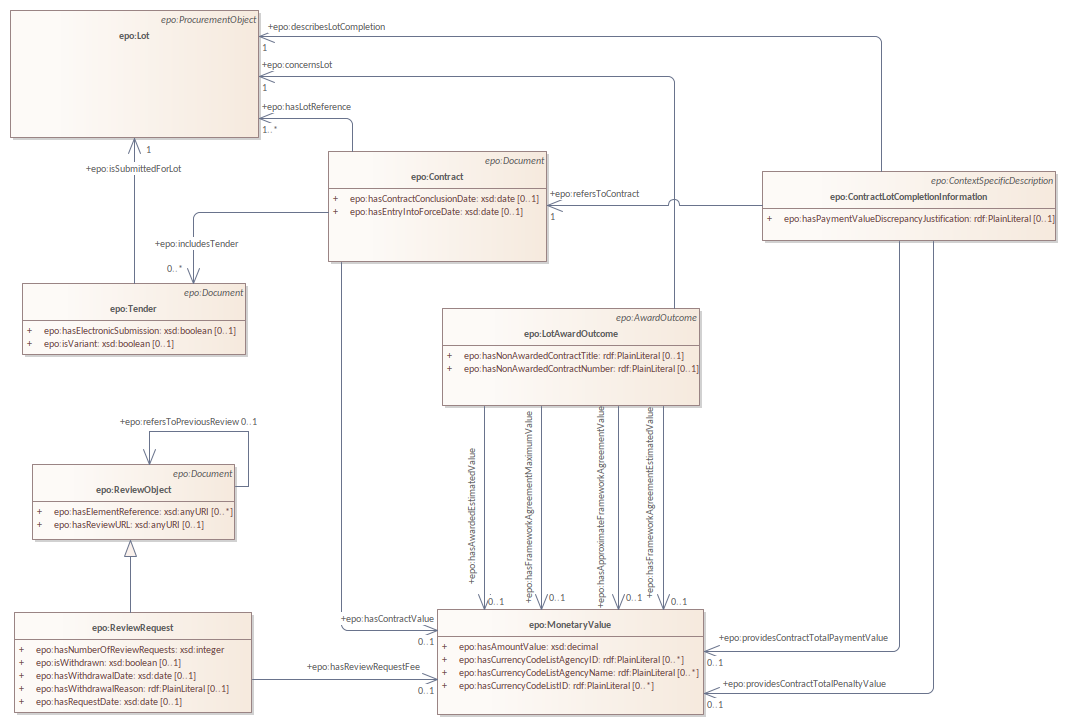 epo:ProcurementObject
epo:Lot
+epo:describesLotCompletion
1
+epo:concernsLot
1
+epo:hasLotReference
1..*
1
+epo:isSubmittedForLot
epo:Document
epo:Contract
+ epo:hasContractConclusionDate: xsd:date [0..1]
+ epo:hasEntryIntoForceDate: xsd:date [0..1]
+epo:refersToContract
1
epo:ContextSpecificDescription
epo:ContractLotCompletionInformation
+ epo:hasPaymentValueDiscrepancyJustification: rdf:PlainLiteral [0..1]
+epo:includesTender
0..*
epo:Document
epo:Tender
+ epo:hasElectronicSubmission: xsd:boolean [0..1]
+ epo:isVariant: xsd:boolean [0..1]
epo:AwardOutcome
epo:LotAwardOutcome
+ epo:hasNonAwardedContractTitle: rdf:PlainLiteral [0..1]
+ epo:hasNonAwardedContractNumber: rdf:PlainLiteral [0..1]
+epo:refersToPreviousReview 0..1
epo:Document
epo:ReviewObject
+ epo:hasElementReference: xsd:anyURI [0..*]
+ epo:hasReviewURL: xsd:anyURI [0..1]
+epo:hasAwardedEstimatedValue
0..1
+epo:hasFrameworkAgreementMaximumValue
0..1
+epo:hasApproximateFrameworkAgreementValue
0..1
+epo:hasFrameworkAgreementEstimatedValue
0..1
epo:ReviewRequest
+ epo:hasNumberOfReviewRequests: xsd:integer
+ epo:isWithdrawn: xsd:boolean [0..1]
+ epo:hasWithdrawalDate: xsd:date [0..1]
+ epo:hasWithdrawalReason: rdf:PlainLiteral [0..1]
+ epo:hasRequestDate: xsd:date [0..1]
+epo:hasContractValue
0..1
+epo:hasReviewRequestFee
0..1
epo:MonetaryValue
+ epo:hasAmountValue: xsd:decimal
+ epo:hasCurrencyCodeListAgencyID: rdf:PlainLiteral [0..*]
+ epo:hasCurrencyCodeListAgencyName: rdf:PlainLiteral [0..*]
+ epo:hasCurrencyCodeListID: rdf:PlainLiteral [0..*]
+epo:providesContractTotalPaymentValue
0..1
+epo:providesContractTotalPenaltyValue
0..1